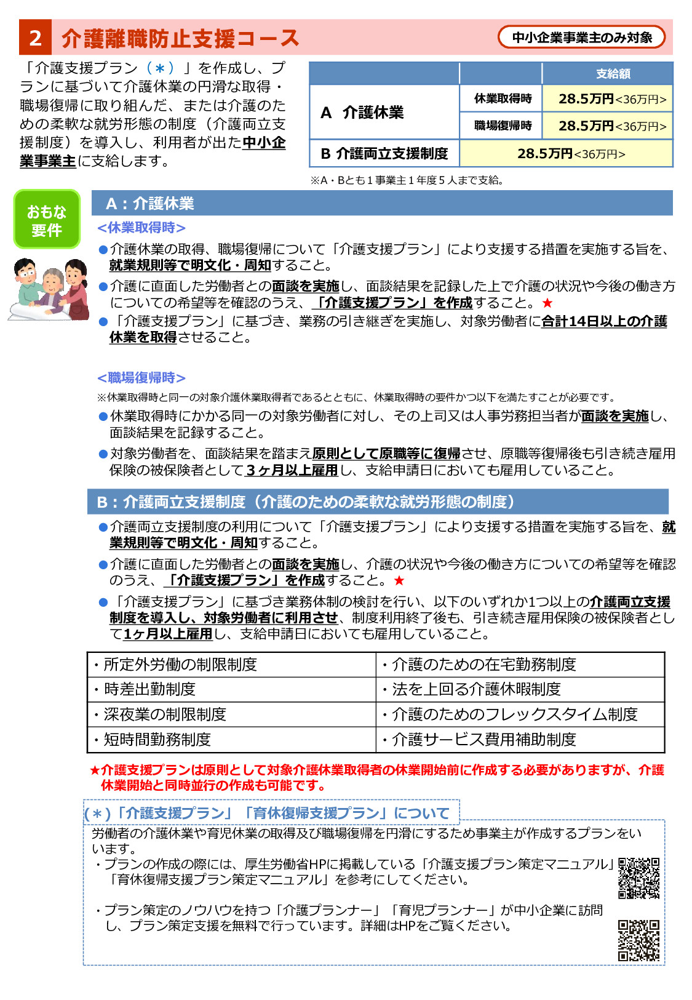 2 介護離職防止支援コース
中小企業事業主のみ対象
「介護支援プラン（＊）」を作成し、プ
ランに基づいて介護休業の円滑な取得・
職場復帰に取り組んだ、または介護のた
めの柔軟な就労形態の制度（介護両立支
援制度）を導入し、利用者が出た中小企
業事業主に支給します。
支給額
A 介護休業
休業取得時 28.5万円<36万円>
職場復帰時 28.5万円<36万円>
B 介護両立支援制度 28.5万円<36万円>
※A・Bとも１事業主１年度５人まで支給。
おもな
要件
A：介護休業
<休業取得時>
●介護休業の取得、職場復帰について「介護支援プラン」により支援する措置を実施する旨を、
就業規則等で明文化・周知すること。
●介護に直面した労働者との面談を実施し、面談結果を記録した上で介護の状況や今後の働き方
についての希望等を確認のうえ、「介護支援プラン」を作成すること。★
●「介護支援プラン」に基づき、業務の引き継ぎを実施し、対象労働者に合計14日以上の介護
休業を取得させること。
<職場復帰時>
※休業取得時と同一の対象介護休業取得者であるとともに、休業取得時の要件かつ以下を満たすことが必要です。
●休業取得時にかかる同一の対象労働者に対し、その上司又は人事労務担当者が面談を実施し、
面談結果を記録すること。
●対象労働者を、面談結果を踏まえ原則として原職等に復帰させ、原職等復帰後も引き続き雇用
保険の被保険者として３ヶ月以上雇用し、支給申請日においても雇用していること。
B：介護両立支援制度（介護のための柔軟な就労形態の制度）
●介護両立支援制度の利用について「介護支援プラン」により支援する措置を実施する旨を、就
業規則等で明文化・周知すること。
●介護に直面した労働者との面談を実施し、介護の状況や今後の働き方についての希望等を確認
のうえ、「介護支援プラン」を作成すること。★
●「介護支援プラン」に基づき業務体制の検討を行い、以下のいずれか1つ以上の介護両立支援
制度を導入し、対象労働者に利用させ、制度利用終了後も、引き続き雇用保険の被保険者とし
て1ヶ月以上雇用し、支給申請日においても雇用していること。
・所定外労働の制限制度 ・介護のための在宅勤務制度
・時差出勤制度 ・法を上回る介護休暇制度
・深夜業の制限制度 ・介護のためのフレックスタイム制度
・短時間勤務制度 ・介護サービス費用補助制度
★介護支援プランは原則として対象介護休業取得者の休業開始前に作成する必要がありますが、介護
休業開始と同時並行の作成も可能です。
(＊)「介護支援プラン」「育休復帰支援プラン」について
労働者の介護休業や育児休業の取得及び職場復帰を円滑にするため事業主が作成するプランをい
います。
・プランの作成の際には、厚生労働省HPに掲載している「介護支援プラン策定マニュアル」
「育休復帰支援プラン策定マニュアル」を参考にしてください。
・プラン策定のノウハウを持つ「介護プランナー」「育児プランナー」が中小企業に訪問
し、プラン策定支援を無料で行っています。詳細はHPをご覧ください。